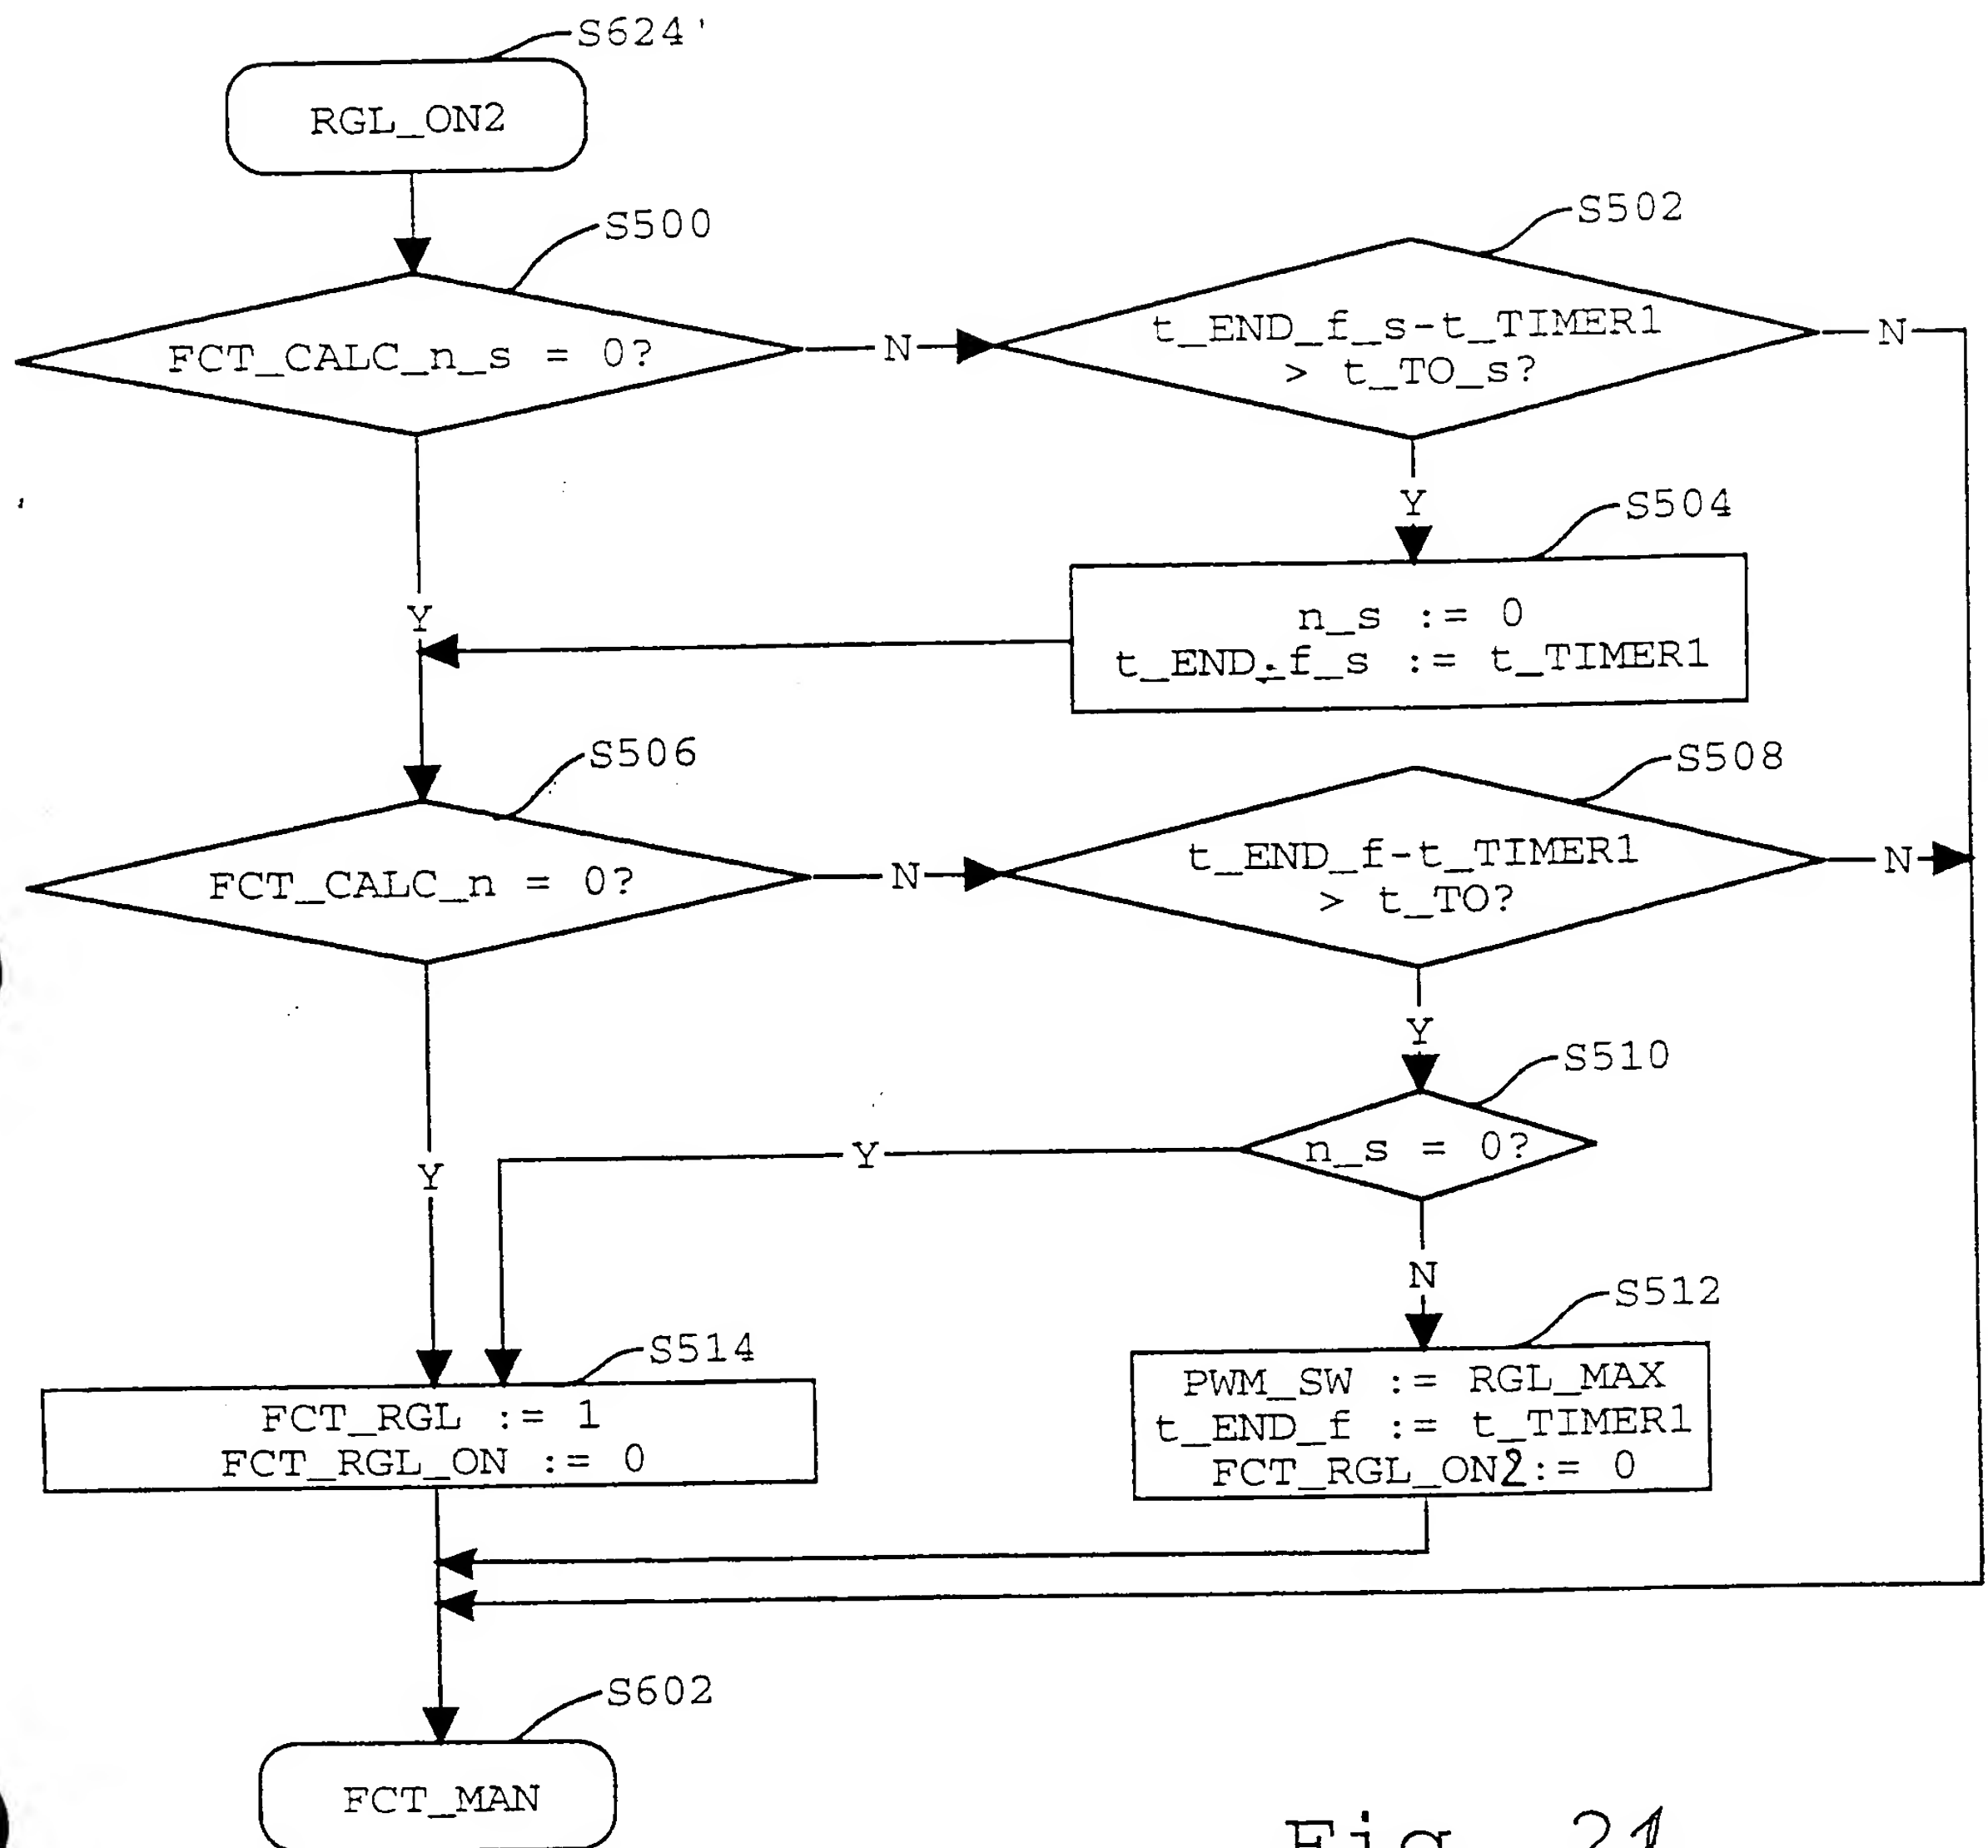 S624'
RGL_ON2
S500
S502
FCT_CALC_n_s = 0?
N
t_END_f_s-t_TIMER1
> t_TO_s?
N
Y
S504
Y
n_s := 0
t_END_f_s := t_TIMER1
S506
S508
FCT_CALC_n = 0?
N
t_END_f-t_TIMER1
> t_TO?
N
Y
S510
Y
n_s = 0?
Y
N
S512
S514
PWM_SW := RGL_MAX
t_END_f := t_TIMER1
FCT_RGL_ON2:= 0
FCT_RGL := 1
FCT_RGL_ON := 0
S602
FCT_MAN
Fig. 21